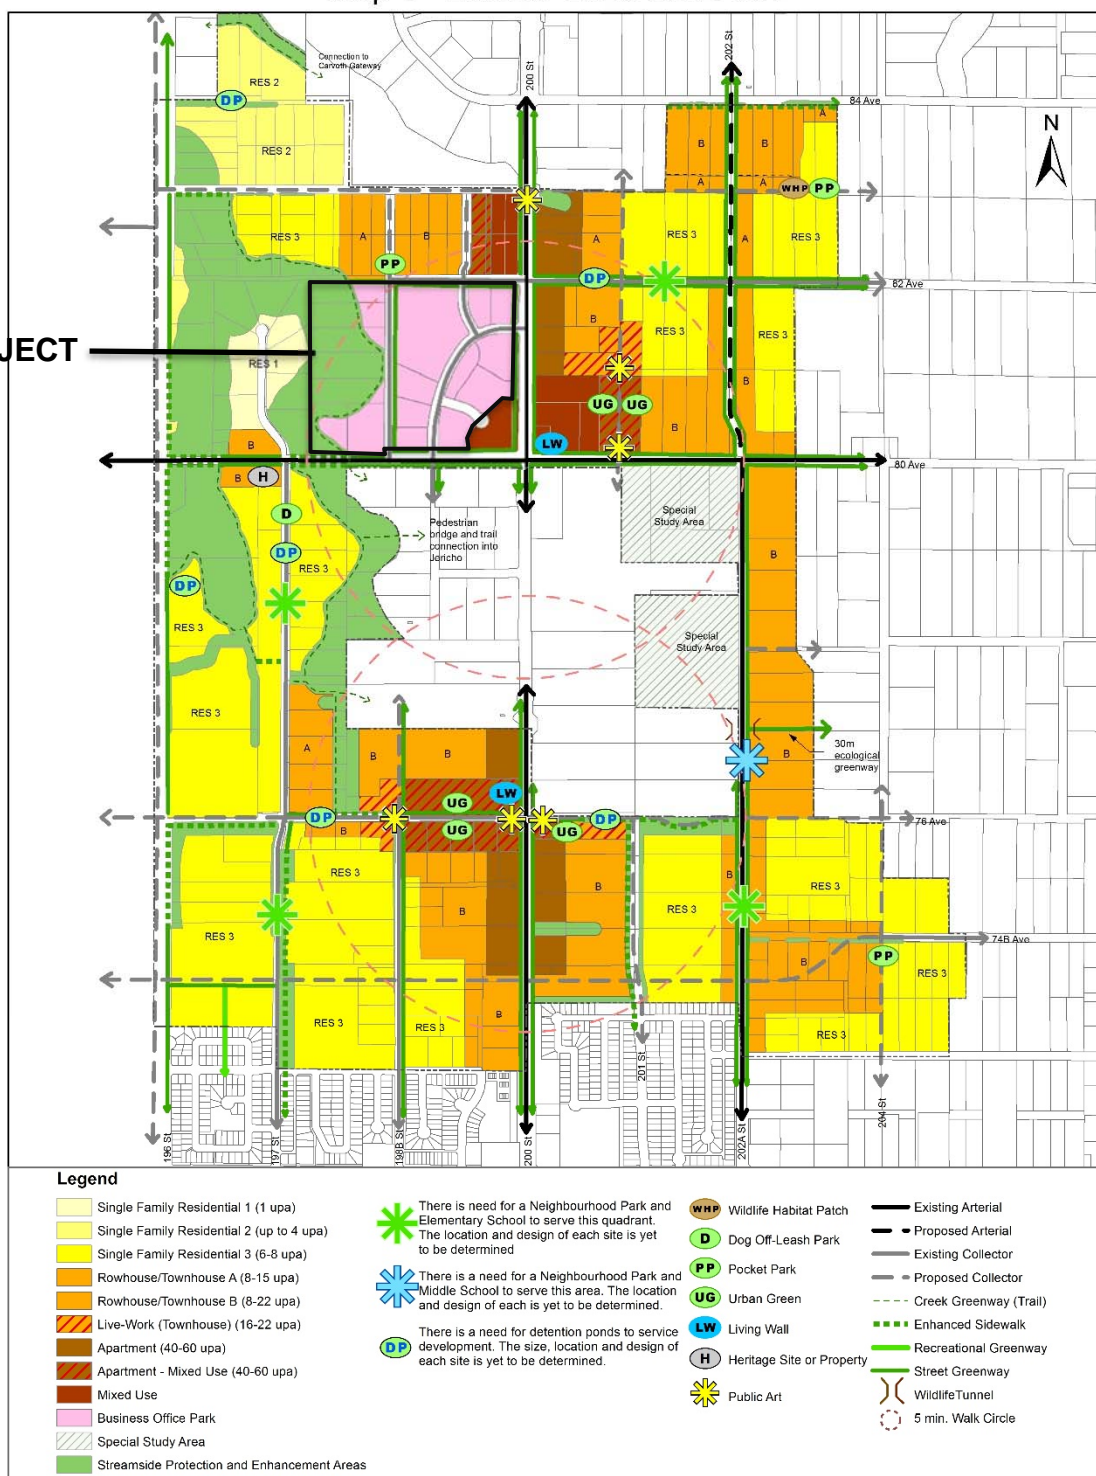 Connection to
Carvoth Gateway
RES 2
DP
RES 2
200 St
202 St
84 Ave
N
B
B
A
A
A
WHP
PP
RES 3
A
B
A
RES 3
A
RES 3
PP
DP
82 Ave
B
RES 3
RES 3
JECT
RES 1
B
UG
UG
B
B
LW
80 Ave
B
H
D
DP
RES 3
DP
RES 3
Pedestrian
bridge and trail
connection into
Jericho
Special
Study Area
B
Special
Study Area
RES 3
A
B
B
B
30m
ecological
greenway
LW
UG
DP
B
UG
UG
DP
76 Ave
RES 3
B
RES 3
B
B
RES 3
RES 3
74B Ave
B
PP
RES 3
RES 3
RES 3
B
RES 3
196 St
197 St
198B St
200 St
201 St
202A St
204 St
Legend
Single Family Residential 1 (1 upa)
Single Family Residential 2 (up to 4 upa)
Single Family Residential 3 (6-8 upa)
Rowhouse/Townhouse A (8-15 upa)
Rowhouse/Townhouse B (8-22 upa)
Live-Work (Townhouse) (16-22 upa)
Apartment (40-60 upa)
Apartment - Mixed Use (40-60 upa)
Mixed Use
Business Office Park
Special Study Area
Streamside Protection and Enhancement Areas
There is need for a Neighbourhood Park and
Elementary School to serve this quadrant.
The location and design of each site is yet
to be determined
There is a need for a Neighbourhood Park and
Middle School to serve this area. The location
and design of each is yet to be determined.
DP
There is a need for detention ponds to service
development. The size, location and design of
each site is yet to be determined.
WHP Wildlife Habitat Patch
D Dog Off-Leash Park
PP Pocket Park
UG Urban Green
LW Living Wall
H Heritage Site or Property
Public Art
Existing Arterial
Proposed Arterial
Existing Collector
Proposed Collector
Creek Greenway (Trail)
Enhanced Sidewalk
Recreational Greenway
Street Greenway
WildlifeTunnel
5 min. Walk Circle